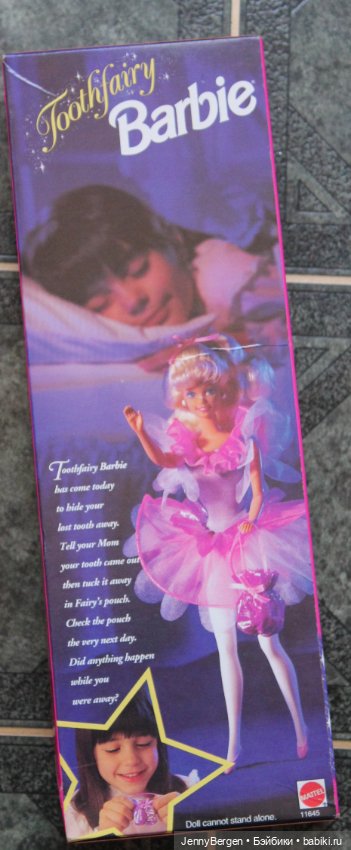 Toothfairy
Barbie
Toothfairy Barbie
has come today
to hide your
lost tooth away.
Tell your Mom
your tooth came out
then tuck it away
in Fairy's pouch.
Check the pouch
the very next day.
Did anything happen
while you
were away?
MATTEL
11645
Doll cannot stand alone.
JennyBergen • Бэйбики • babiki.ru